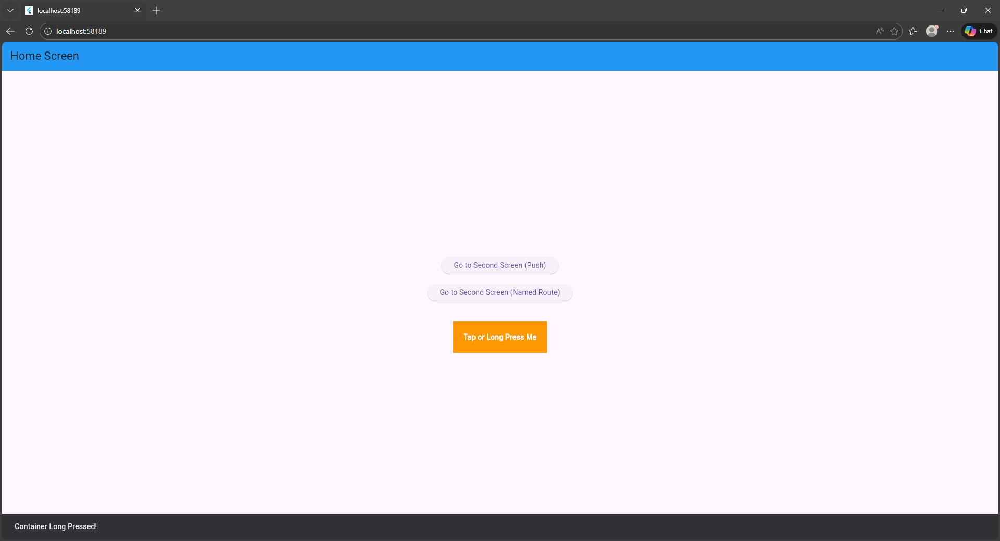 localhost:58189
localhost:58189
Chat
Home Screen
Go to Second Screen (Push)
Go to Second Screen (Named Route)
Tap or Long Press Me
Container Long Pressed!